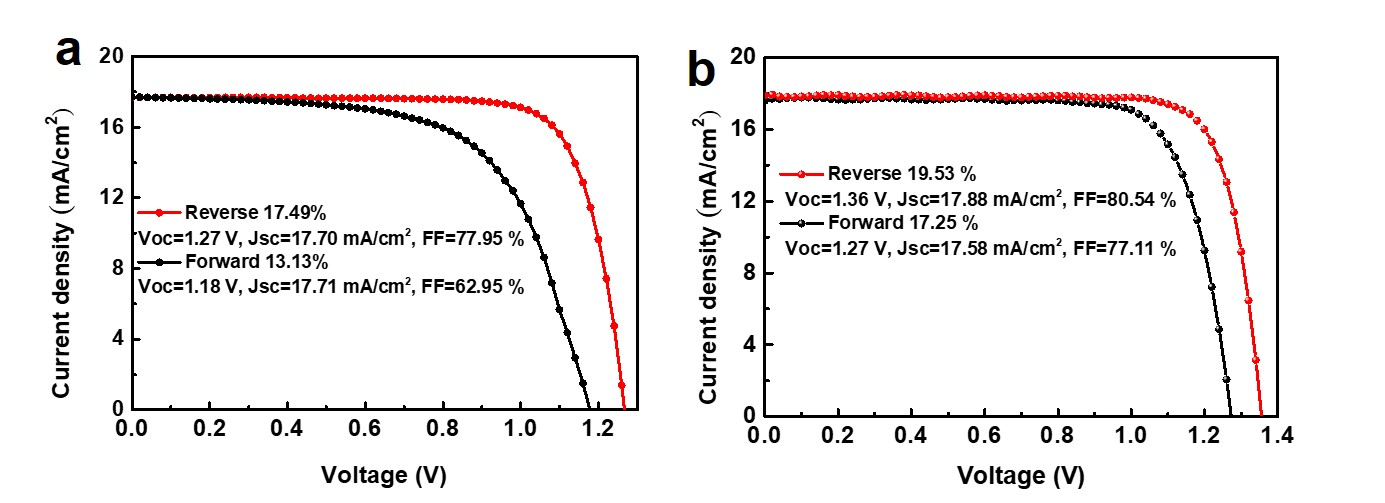 a
20
16
12
8
4
0
0.0 0.2 0.4 0.6 0.8 1.0 1.2
Current density (mA/cm²)
Voltage (V)
Reverse 17.49%
Voc=1.27 V, Jsc=17.70 mA/cm², FF=77.95 %
Forward 13.13%
Voc=1.18 V, Jsc=17.71 mA/cm², FF=62.95 %
b
20
16
12
8
4
0
0.0 0.2 0.4 0.6 0.8 1.0 1.2 1.4
Current density (mA/cm²)
Voltage (V)
Reverse 19.53 %
Voc=1.36 V, Jsc=17.88 mA/cm², FF=80.54 %
Forward 17.25 %
Voc=1.27 V, Jsc=17.58 mA/cm², FF=77.11 %